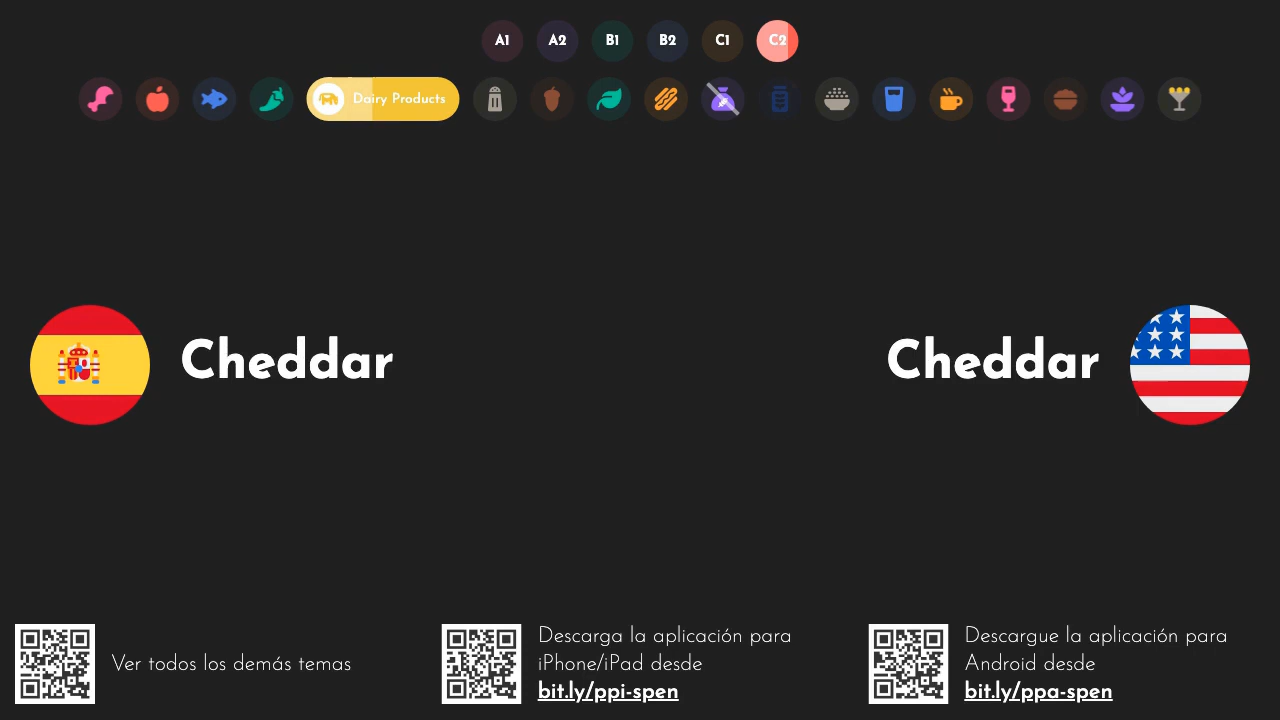 A1 A2 B1 B2 C1 C2
Dairy Products
Cheddar
Cheddar
Ver todos los demás temas
Descarga la aplicación para
iPhone/iPad desde
bit.ly/ppi-spen
Descargue la aplicación para
Android desde
bit.ly/ppa-spen